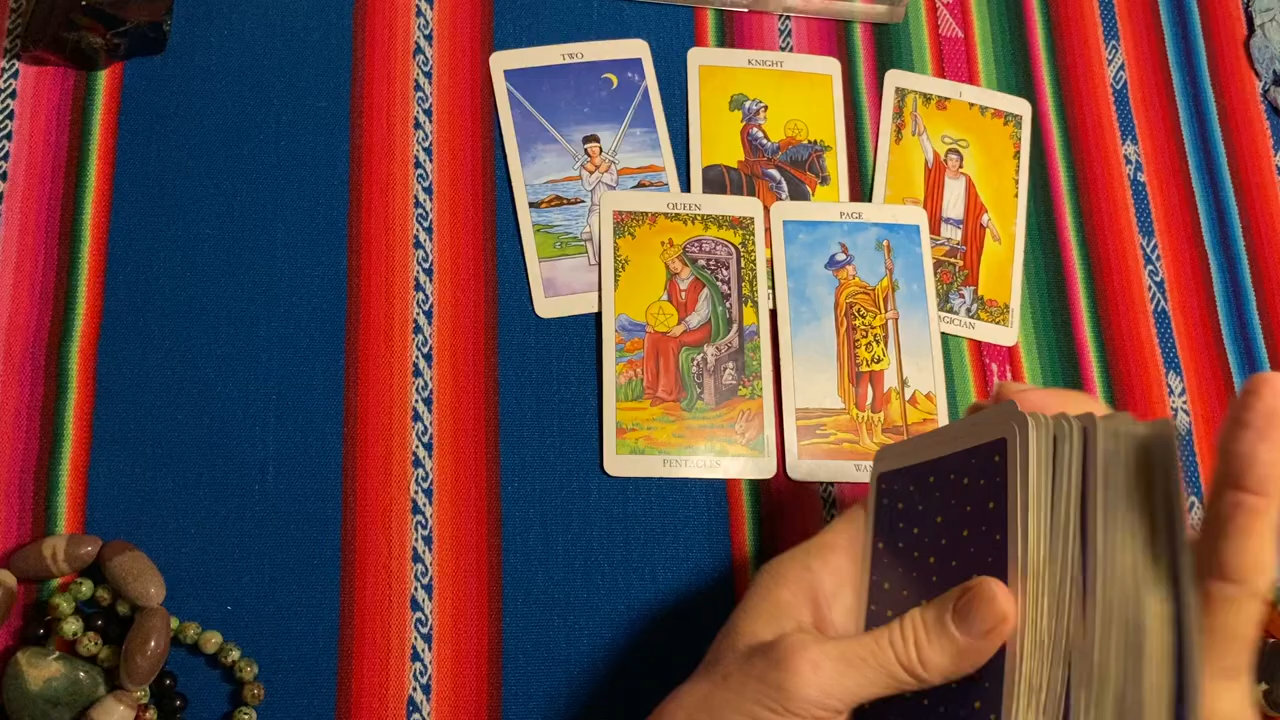 TWO
KNIGHT
I
QUEEN
PAGE
AGICIAN
PENTACLES
WAN